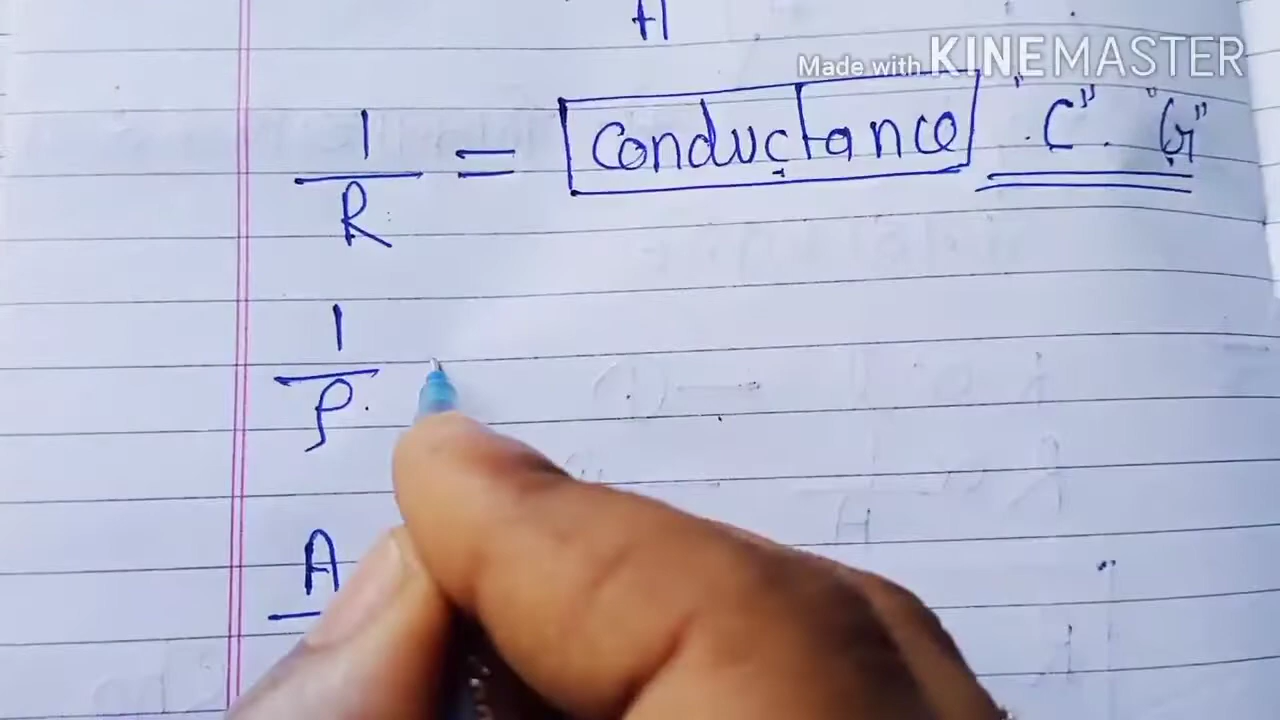 Made with KINEMASTER
1/R = Conductance "C". "G"
1/ρ
A